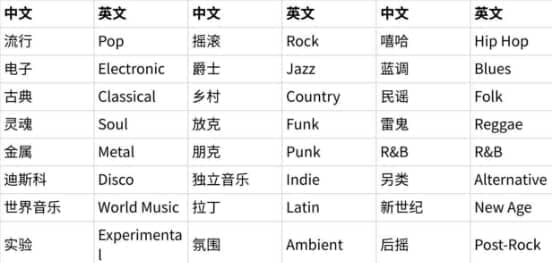 中文 英文 中文 英文 中文 英文
流行 Pop 摇滚 Rock 嘻哈 Hip Hop
电子 Electronic 爵士 Jazz 蓝调 Blues
古典 Classical 乡村 Country 民谣 Folk
灵魂 Soul 放克 Funk 雷鬼 Reggae
金属 Metal 朋克 Punk R&B R&B
迪斯科 Disco 独立音乐 Indie 另类 Alternative
世界音乐 World Music 拉丁 Latin 新世纪 New Age
实验 Experimenta
l 氛围 Ambient 后摇 Post-Rock